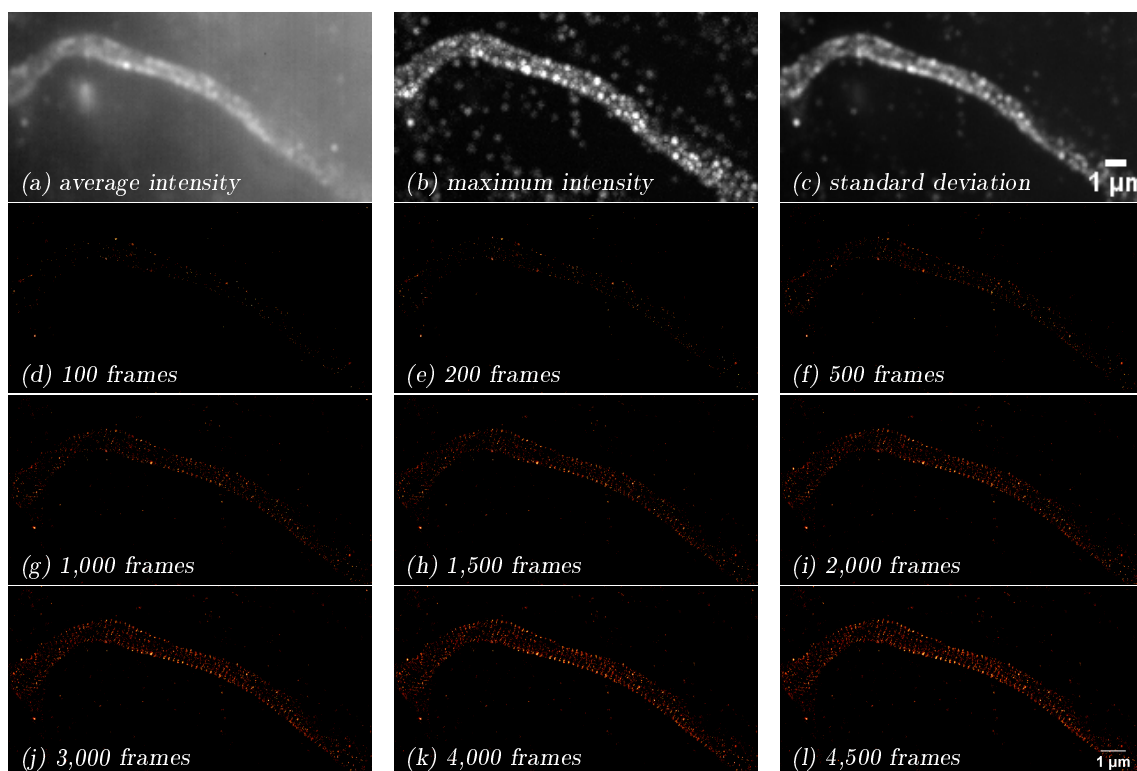 (a) average intensity
(b) maximum intensity
(c) standard deviation
1 μm
(d) 100 frames
(e) 200 frames
(f) 500 frames
(g) 1,000 frames
(h) 1,500 frames
(i) 2,000 frames
(j) 3,000 frames
(k) 4,000 frames
(l) 4,500 frames
1 μm